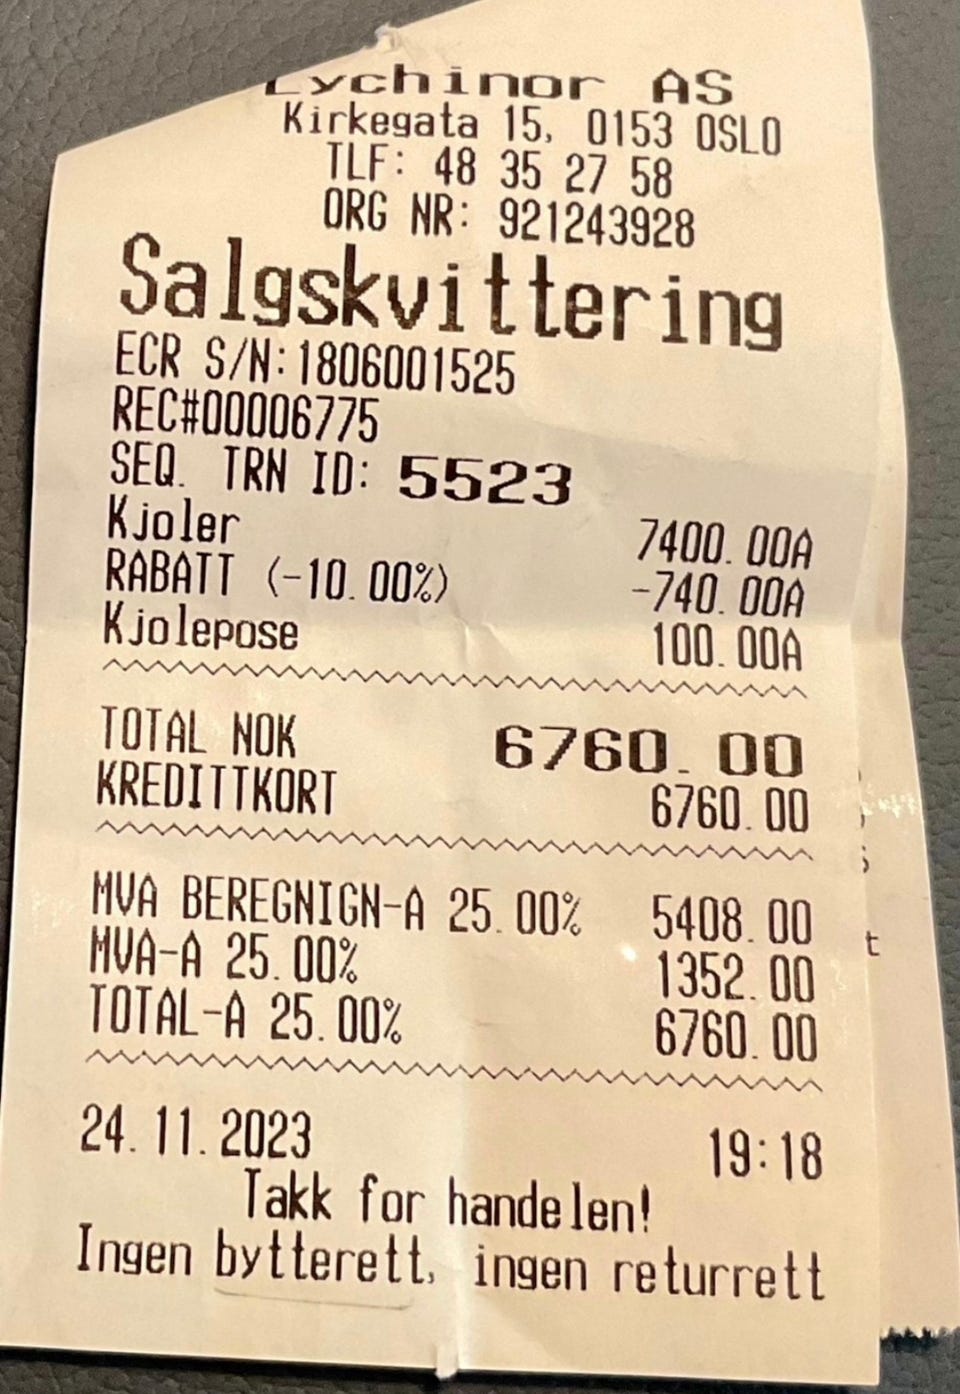 Lychinor AS
Kirkegata 15, 0153 OSLO
TLF: 48 35 27 58
ORG NR: 921243928
Salgskvittering
ECR S/N:1806001525
REC#00006775
SEQ. TRN ID: 5523
Kjoler 7400.00A
RABATT (-10.00%) -740.00A
Kjolepose 100.00A
TOTAL NOK 6760.00
KREDITTKORT 6760.00
MVA BEREGNIGN-A 25.00% 5408.00
MVA-A 25.00% 1352.00
TOTAL-A 25.00% 6760.00
24.11.2023 19:18
Takk for handelen!
Ingen bytterett, ingen returrett